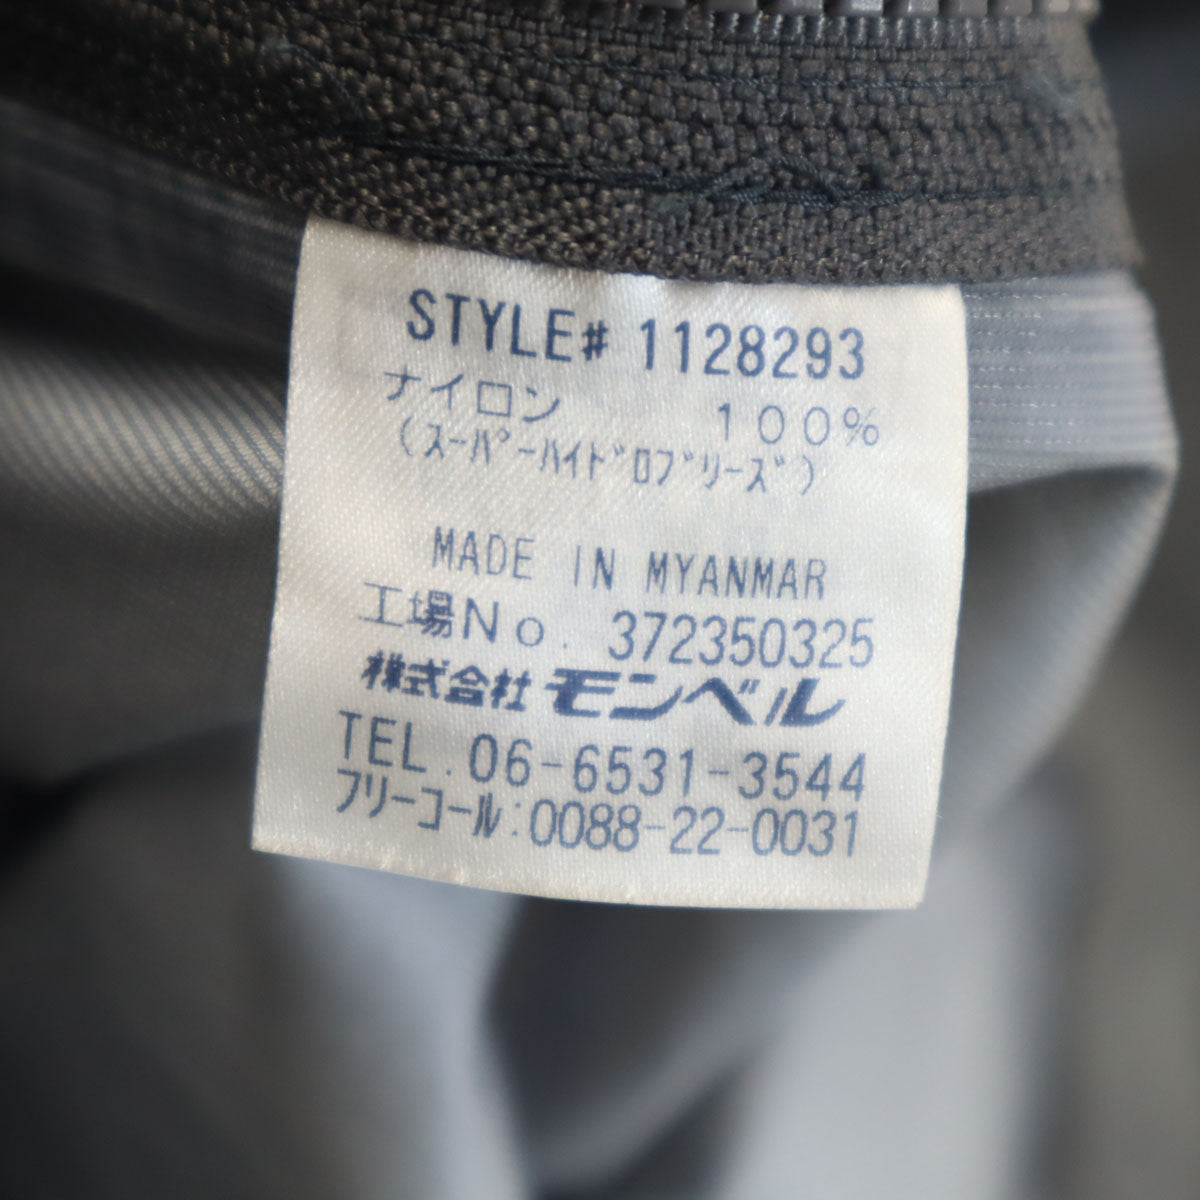 STYLE# 1128293
ナイロン 100%
(ｽｰﾊﾟｰﾊｲﾄﾞﾛﾌﾞﾘｰｽﾞ)
MADE IN MYANMAR
工場No. 372350325
株式会社 モンベル
TEL. 06-6531-3544
フリーコール:0088-22-0031